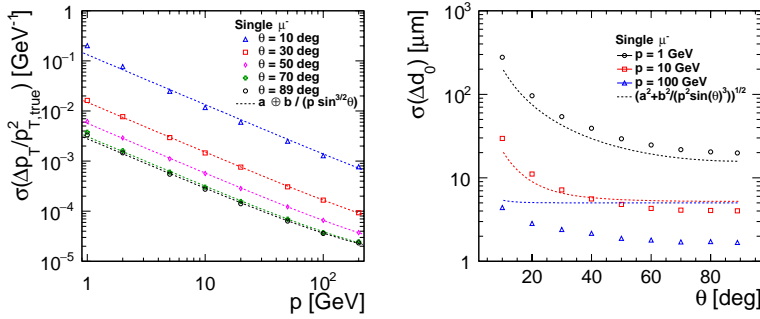 σ(Δp_T/p²_T,true) [GeV⁻¹]
10⁻¹
10⁻²
10⁻³
10⁻⁴
10⁻⁵
1
Single μ⁻
θ = 10 deg
θ = 30 deg
θ = 50 deg
θ = 70 deg
θ = 89 deg
a ⊕ b / (p sin^{3/2}θ)
1
10
10²
p [GeV]
σ(Δd₀) [μm]
10³
10²
10
1
Single μ⁻
p = 1 GeV
p = 10 GeV
p = 100 GeV
(a²+b²/(p²sin(θ)³))^{1/2}
20
40
60
80
θ [deg]